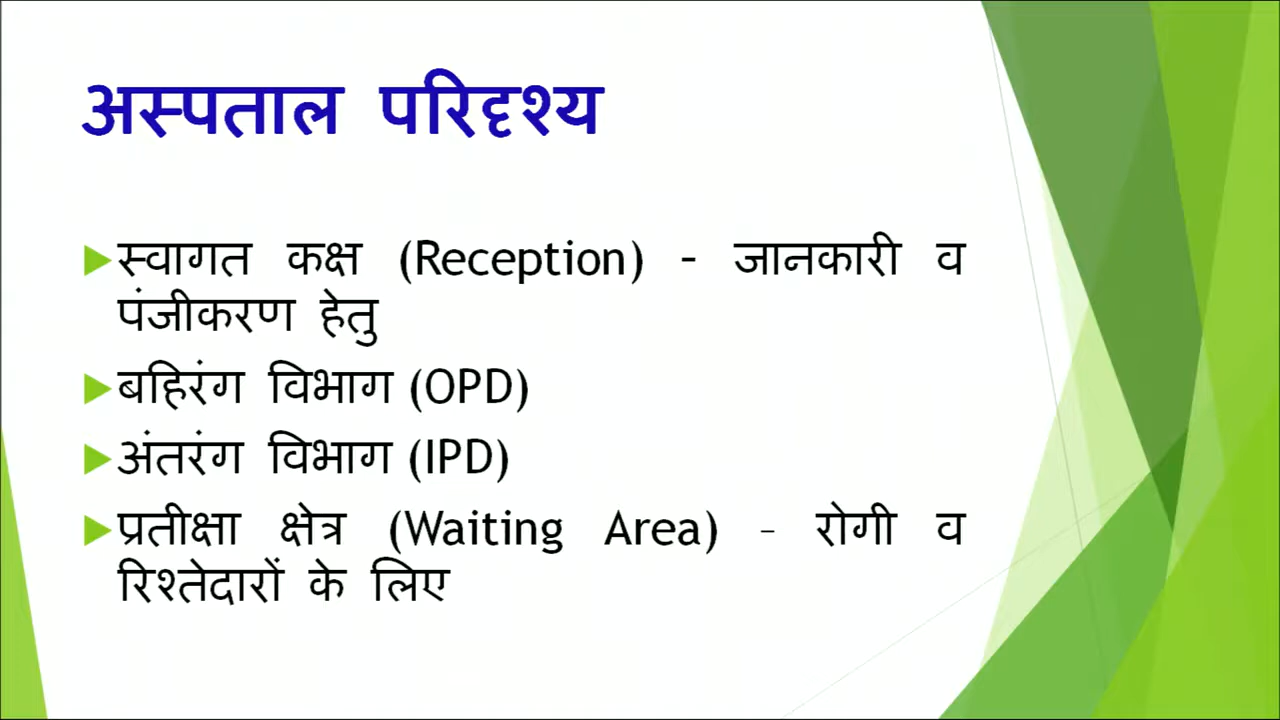 अस्पताल परिदृश्य
स्वागत कक्ष (Reception) - जानकारी व
पंजीकरण हेतु
बहिरंग विभाग (OPD)
अंतरंग विभाग (IPD)
प्रतीक्षा क्षेत्र (Waiting Area) – रोगी व
रिश्तेदारों के लिए